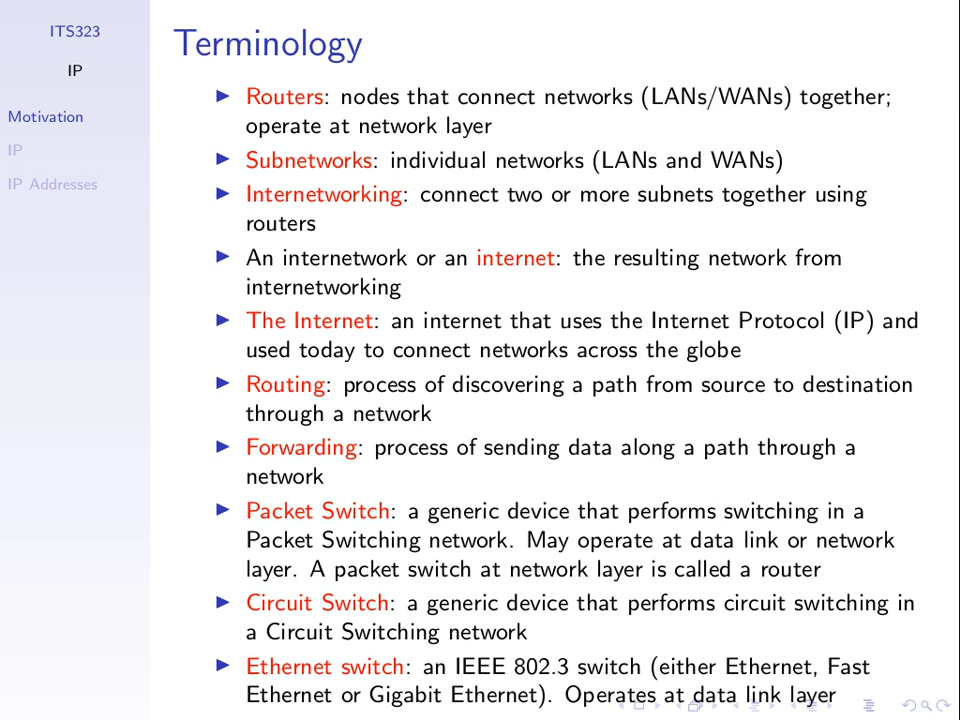 ITS323
IP
Motivation
IP
IP Addresses
Terminology
Routers: nodes that connect networks (LANs/WANs) together;
operate at network layer
Subnetworks: individual networks (LANs and WANs)
Internetworking: connect two or more subnets together using
routers
An internetwork or an internet: the resulting network from
internetworking
The Internet: an internet that uses the Internet Protocol (IP) and
used today to connect networks across the globe
Routing: process of discovering a path from source to destination
through a network
Forwarding: process of sending data along a path through a
network
Packet Switch: a generic device that performs switching in a
Packet Switching network. May operate at data link or network
layer. A packet switch at network layer is called a router
Circuit Switch: a generic device that performs circuit switching in
a Circuit Switching network
Ethernet switch: an IEEE 802.3 switch (either Ethernet, Fast
Ethernet or Gigabit Ethernet). Operates at data link layer